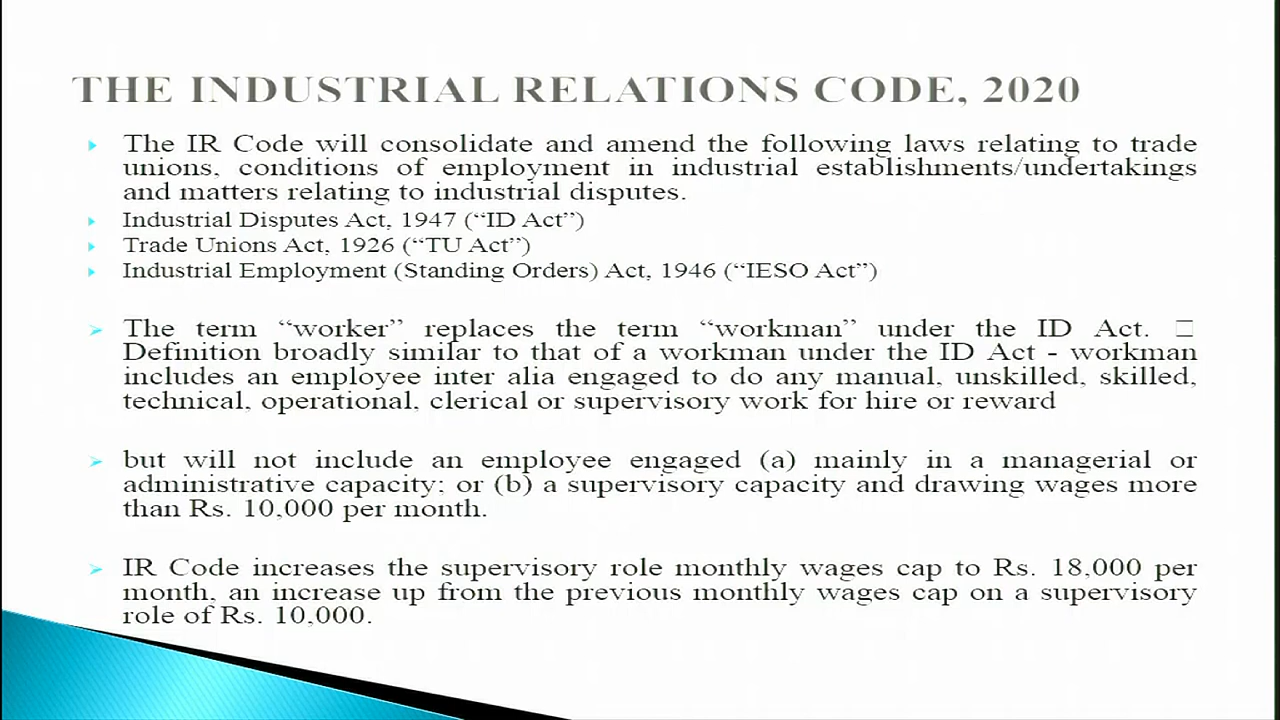 THE INDUSTRIAL RELATIONS CODE, 2020
The IR Code will consolidate and amend the following laws relating to trade
unions, conditions of employment in industrial establishments/undertakings
and matters relating to industrial disputes.
Industrial Disputes Act, 1947 (“ID Act”)
Trade Unions Act, 1926 (“TU Act”)
Industrial Employment (Standing Orders) Act, 1946 (“IESO Act”)
The term “worker” replaces the term “workman” under the ID Act. □
Definition broadly similar to that of a workman under the ID Act - workman
includes an employee inter alia engaged to do any manual, unskilled, skilled,
technical, operational, clerical or supervisory work for hire or reward
but will not include an employee engaged (a) mainly in a managerial or
administrative capacity; or (b) a supervisory capacity and drawing wages more
than Rs. 10,000 per month.
IR Code increases the supervisory role monthly wages cap to Rs. 18,000 per
month, an increase up from the previous monthly wages cap on a supervisory
role of Rs. 10,000.